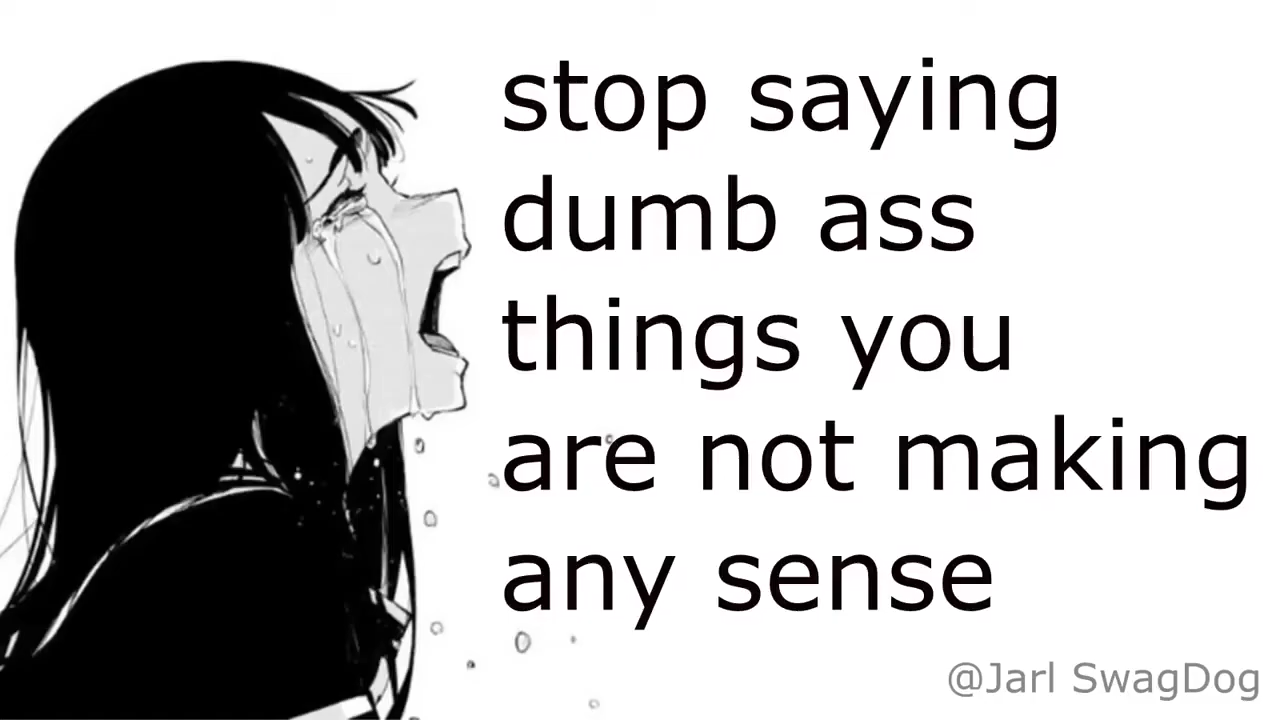 stop saying
dumb ass
things you
are not making
any sense
@Jarl SwagDog